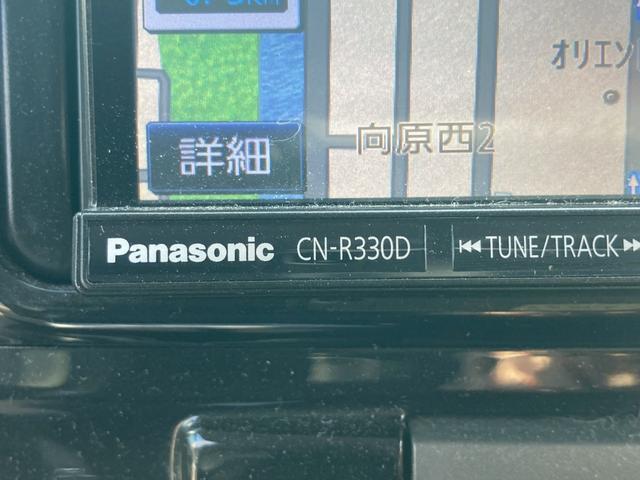 オリエン
向原西2
詳細
Panasonic CN-R330D ⏮ TUNE/TRACK ⏭